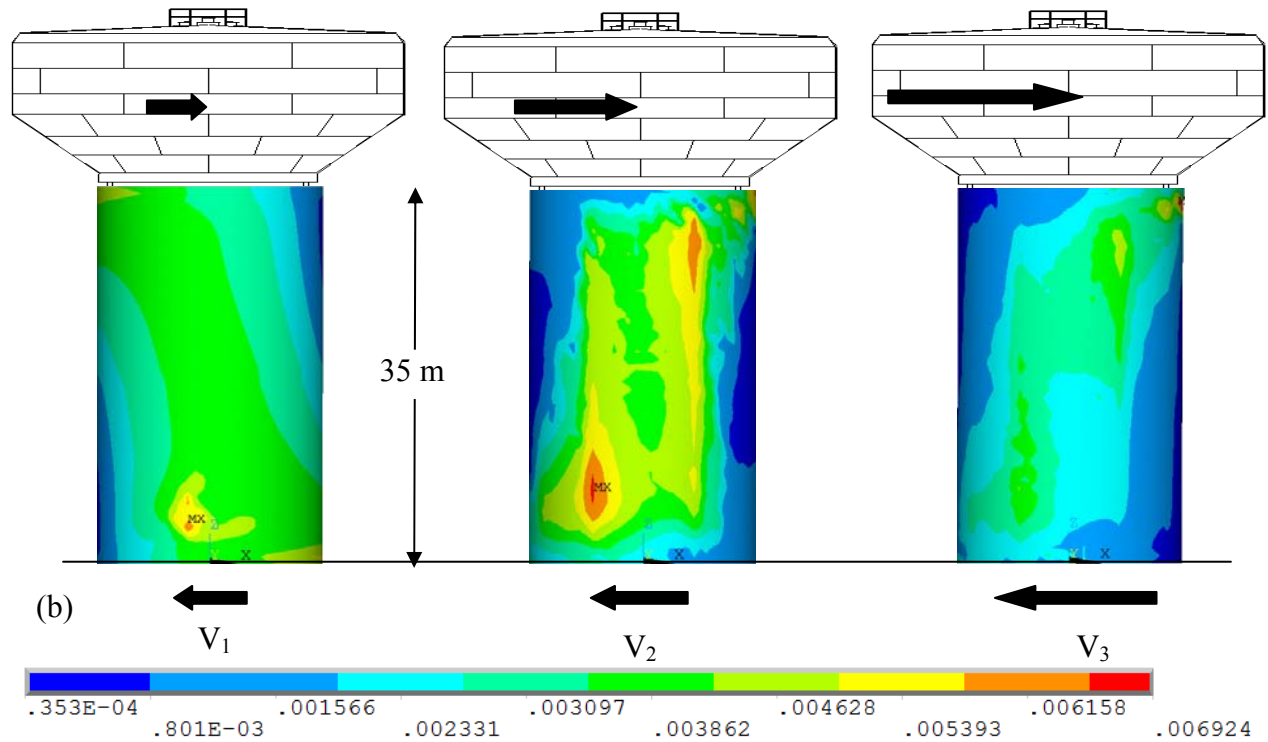 35 m
MX
Z
Y
X
MX
Z
Y
X
Z
X
(b)
V₁
V₂
V₃
.353E-04 .001566 .003097 .004628 .006158
.801E-03 .002331 .003862 .005393 .006924